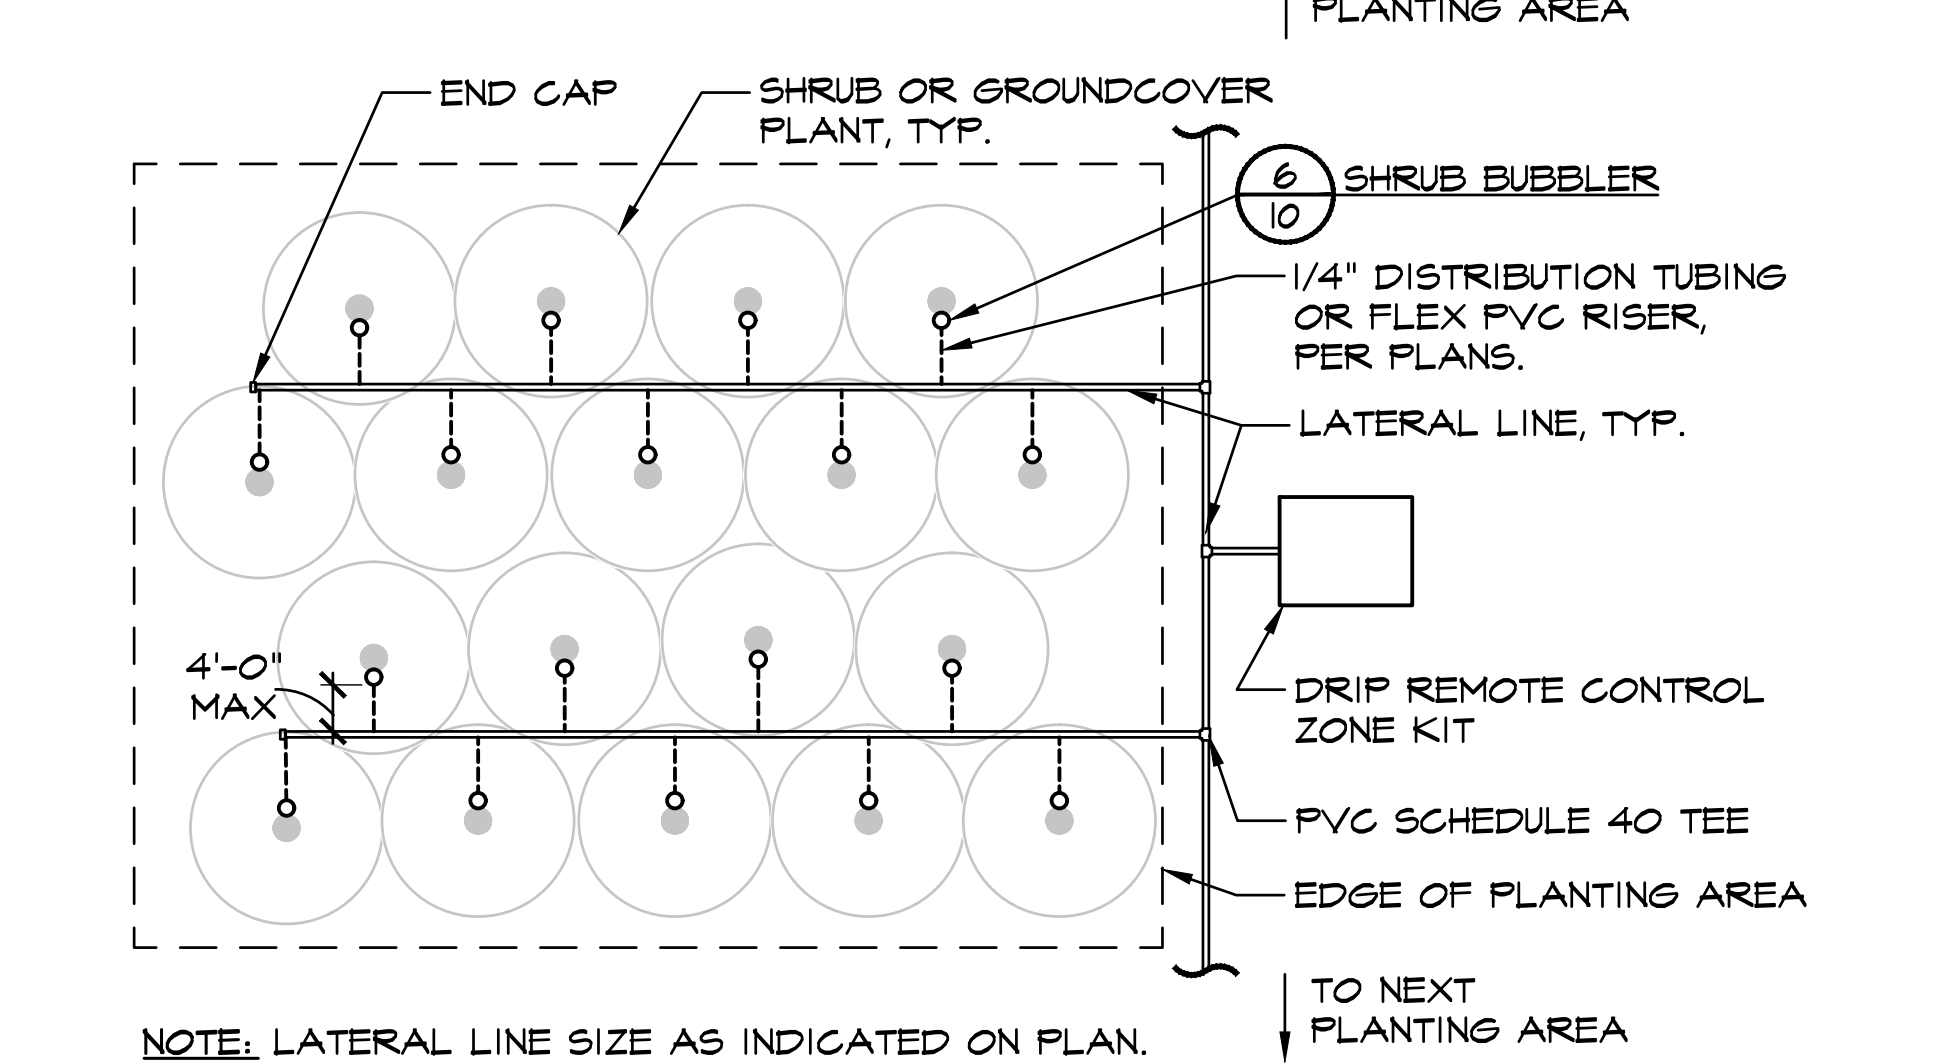 PLANTING AREA
END CAP
SHRUB OR GROUNDCOVER
PLANT, TYP.
6
10
SHRUB BUBBLER
1/4" DISTRIBUTION TUBING
OR FLEX PVC RISER,
PER PLANS.
LATERAL LINE, TYP.
4'-0"
MAX
DRIP REMOTE CONTROL
ZONE KIT
PVC SCHEDULE 40 TEE
EDGE OF PLANTING AREA
TO NEXT
PLANTING AREA
NOTE: LATERAL LINE SIZE AS INDICATED ON PLAN.